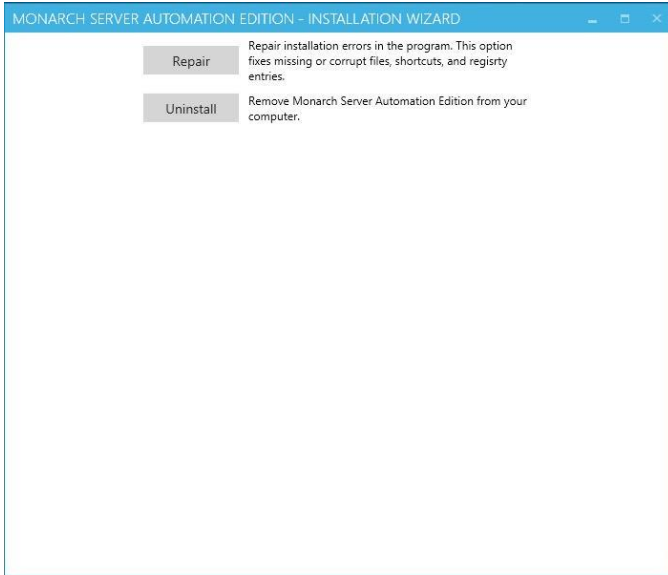 MONARCH SERVER AUTOMATION EDITION - INSTALLATION WIZARD
Repair
Repair installation errors in the program. This option
fixes missing or corrupt files, shortcuts, and regisrty
entries.
Uninstall
Remove Monarch Server Automation Edition from your
computer.